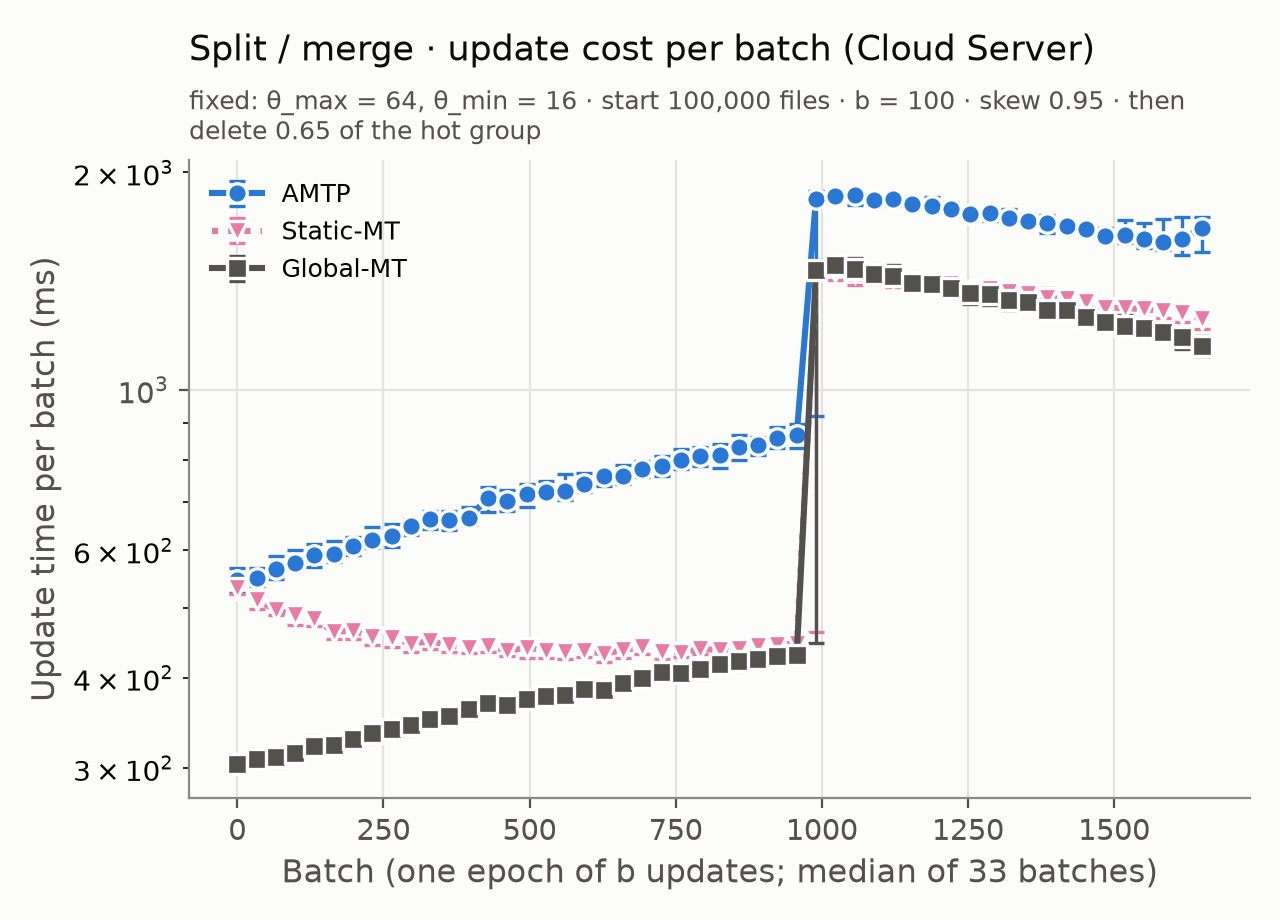 Split / merge · update cost per batch (Cloud Server)
fixed: θ_max = 64, θ_min = 16 · start 100,000 files · b = 100 · skew 0.95 · then
delete 0.65 of the hot group
AMTP
Static-MT
Global-MT
Update time per batch (ms)
2 × 10³
10³
6 × 10²
4 × 10²
3 × 10²
0 250 500 750 1000 1250 1500
Batch (one epoch of b updates; median of 33 batches)